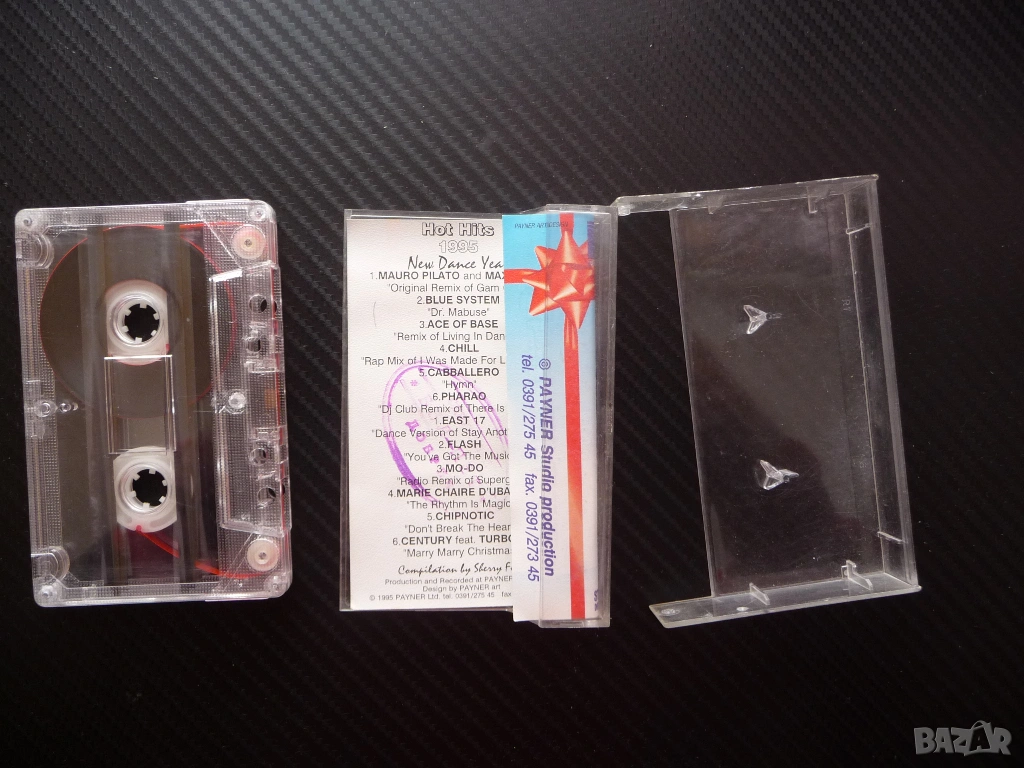 Hot Hits
1995
New Dance Yea
1.MAURO PILATO and MAX
"Original Remix of Gam
2.BLUE SYSTEM
"Dr. Mabuse"
3.ACE OF BASE
"Remix of Living In Dan
4.CHILL
"Rap Mix of I Was Made For L
5.CABBALLERO
"Hymn"
6.PHARAO
"Dj Club Remix of There Is
1.EAST 17
"Dance Version of Stay Anot
2.FLASH
"You've Got The Music
3.MO-DO
"Radio Remix of Superg
4.MARIE CHAIRE D'UBA
"The Rhythm Is Magic
5.CHIPNOTIC
"Don't Break The Hear
6.CENTURY feat. TURBO
"Marry Marry Christmas
Compilation by Sherry F
Production and Recorded at PAYNER
Design by PAYNER art
© 1995 PAYNER Ltd. tel. 0391/275 45 fax
® PAYNER Studio production
tel. 0391/275 45 fax. 0391/273 45
BAZAR